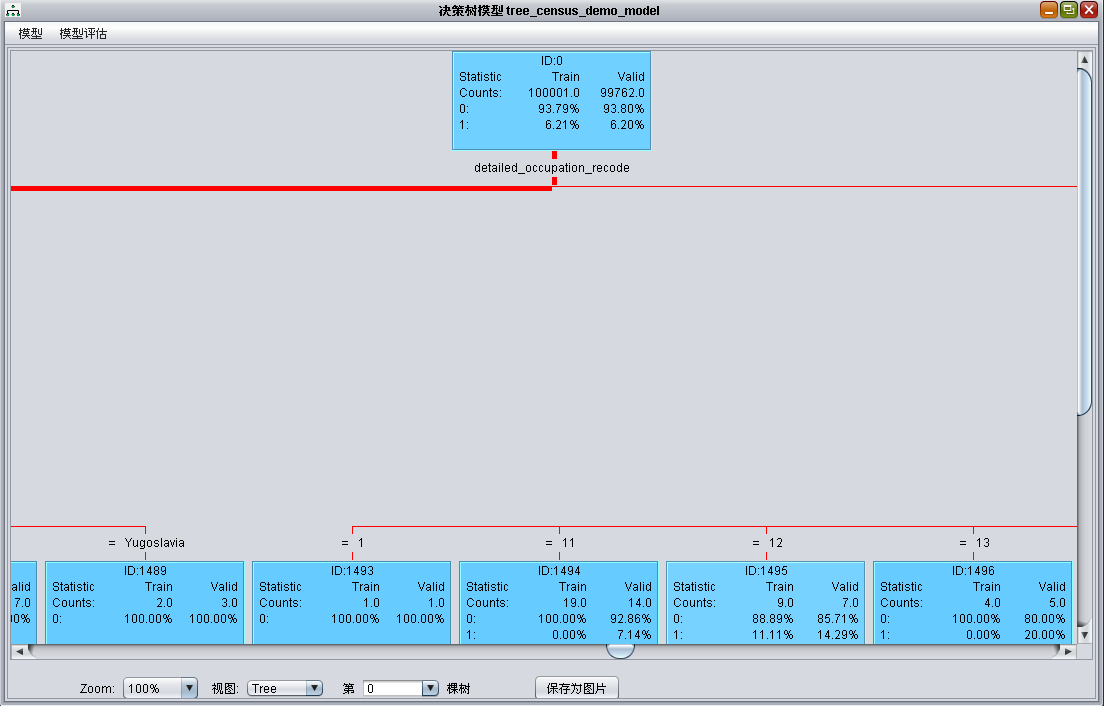 决策树模型 tree_census_demo_model
模型 模型评估
ID:0
Statistic Train Valid
Counts: 100001.0 99762.0
0: 93.79% 93.80%
1: 6.21% 6.20%
detailed_occupation_recode
= Yugoslavia = 1 = 11 = 12 = 13
ID:1489 ID:1493 ID:1494 ID:1495 ID:1496
alid Statistic Train Valid Statistic Train Valid Statistic Train Valid Statistic Train Valid Statistic Train Valid
7.0 Counts: 2.0 3.0 Counts: 1.0 1.0 Counts: 19.0 14.0 Counts: 9.0 7.0 Counts: 4.0 5.0
0% 0: 100.00% 100.00% 0: 100.00% 100.00% 0: 100.00% 92.86% 0: 88.89% 85.71% 0: 100.00% 80.00%
1: 0.00% 7.14% 1: 11.11% 14.29% 1: 0.00% 20.00%
Zoom: 100% 视图: Tree 第 0 棵树 保存为图片